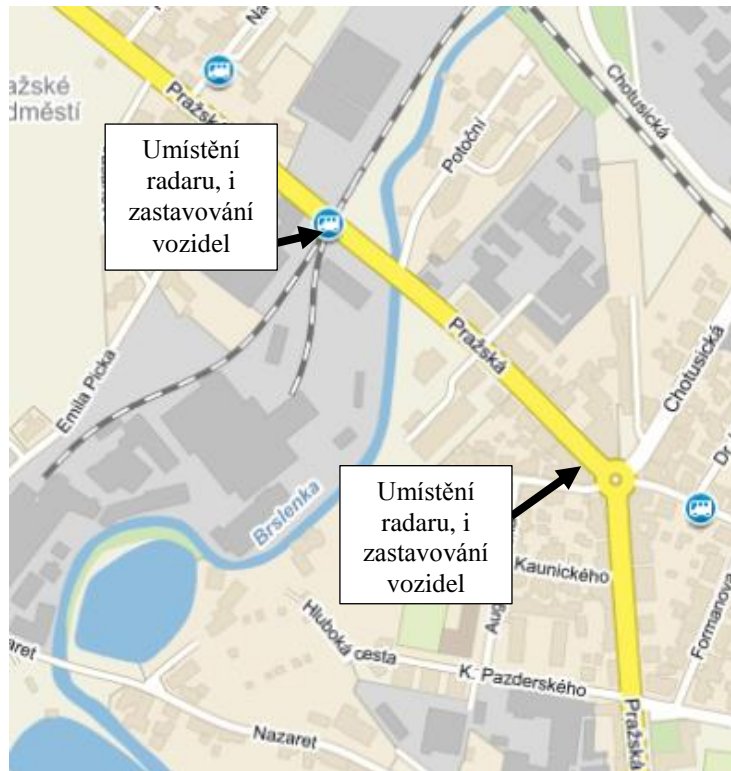 ažské
dměstí
Pražská
Umístění
radaru, i
zastavování
vozidel
Potoční
Chotusická
Pražská
Chotusická
Emila Picka
Brslenka
Umístění
radaru, i
zastavování
vozidel
Kaunického
Hluboká cesta
K. Pazderského
Formanova
Nazaret
Pražská